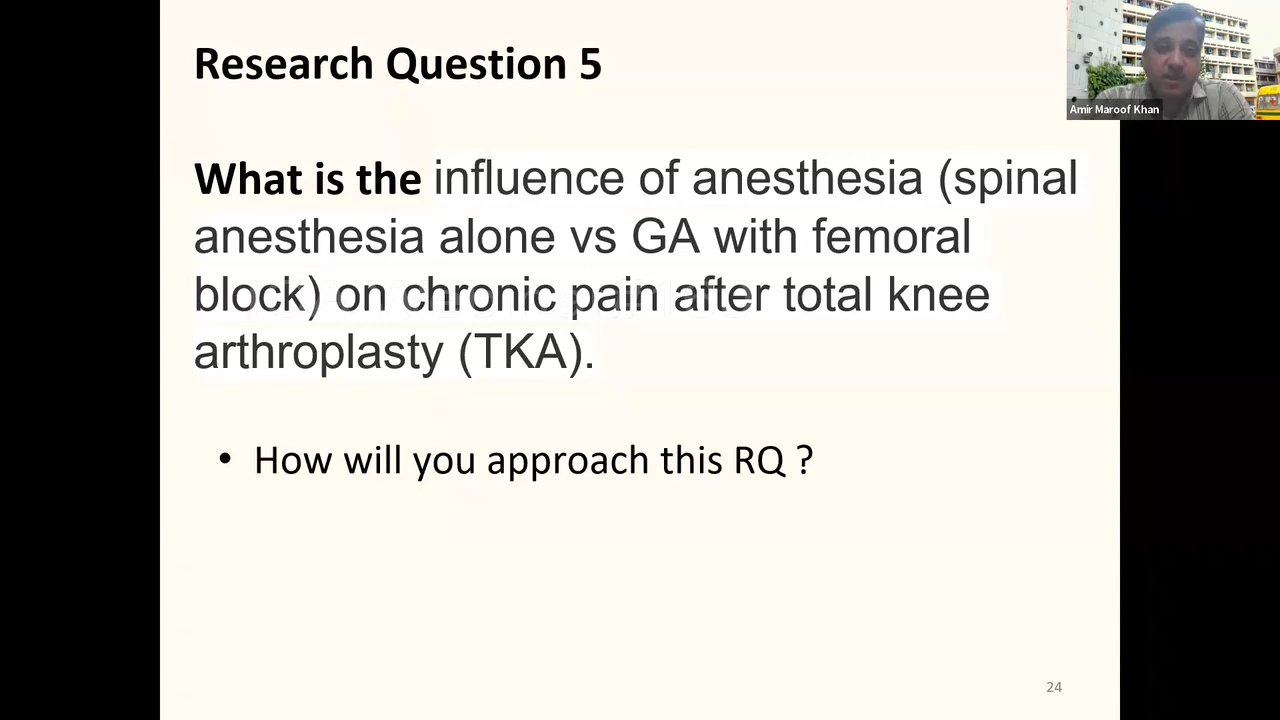 Research Question 5
Amir Maroof Khan
What is the influence of anesthesia (spinal
anesthesia alone vs GA with femoral
block) on chronic pain after total knee
arthroplasty (TKA).
• How will you approach this RQ ?
24